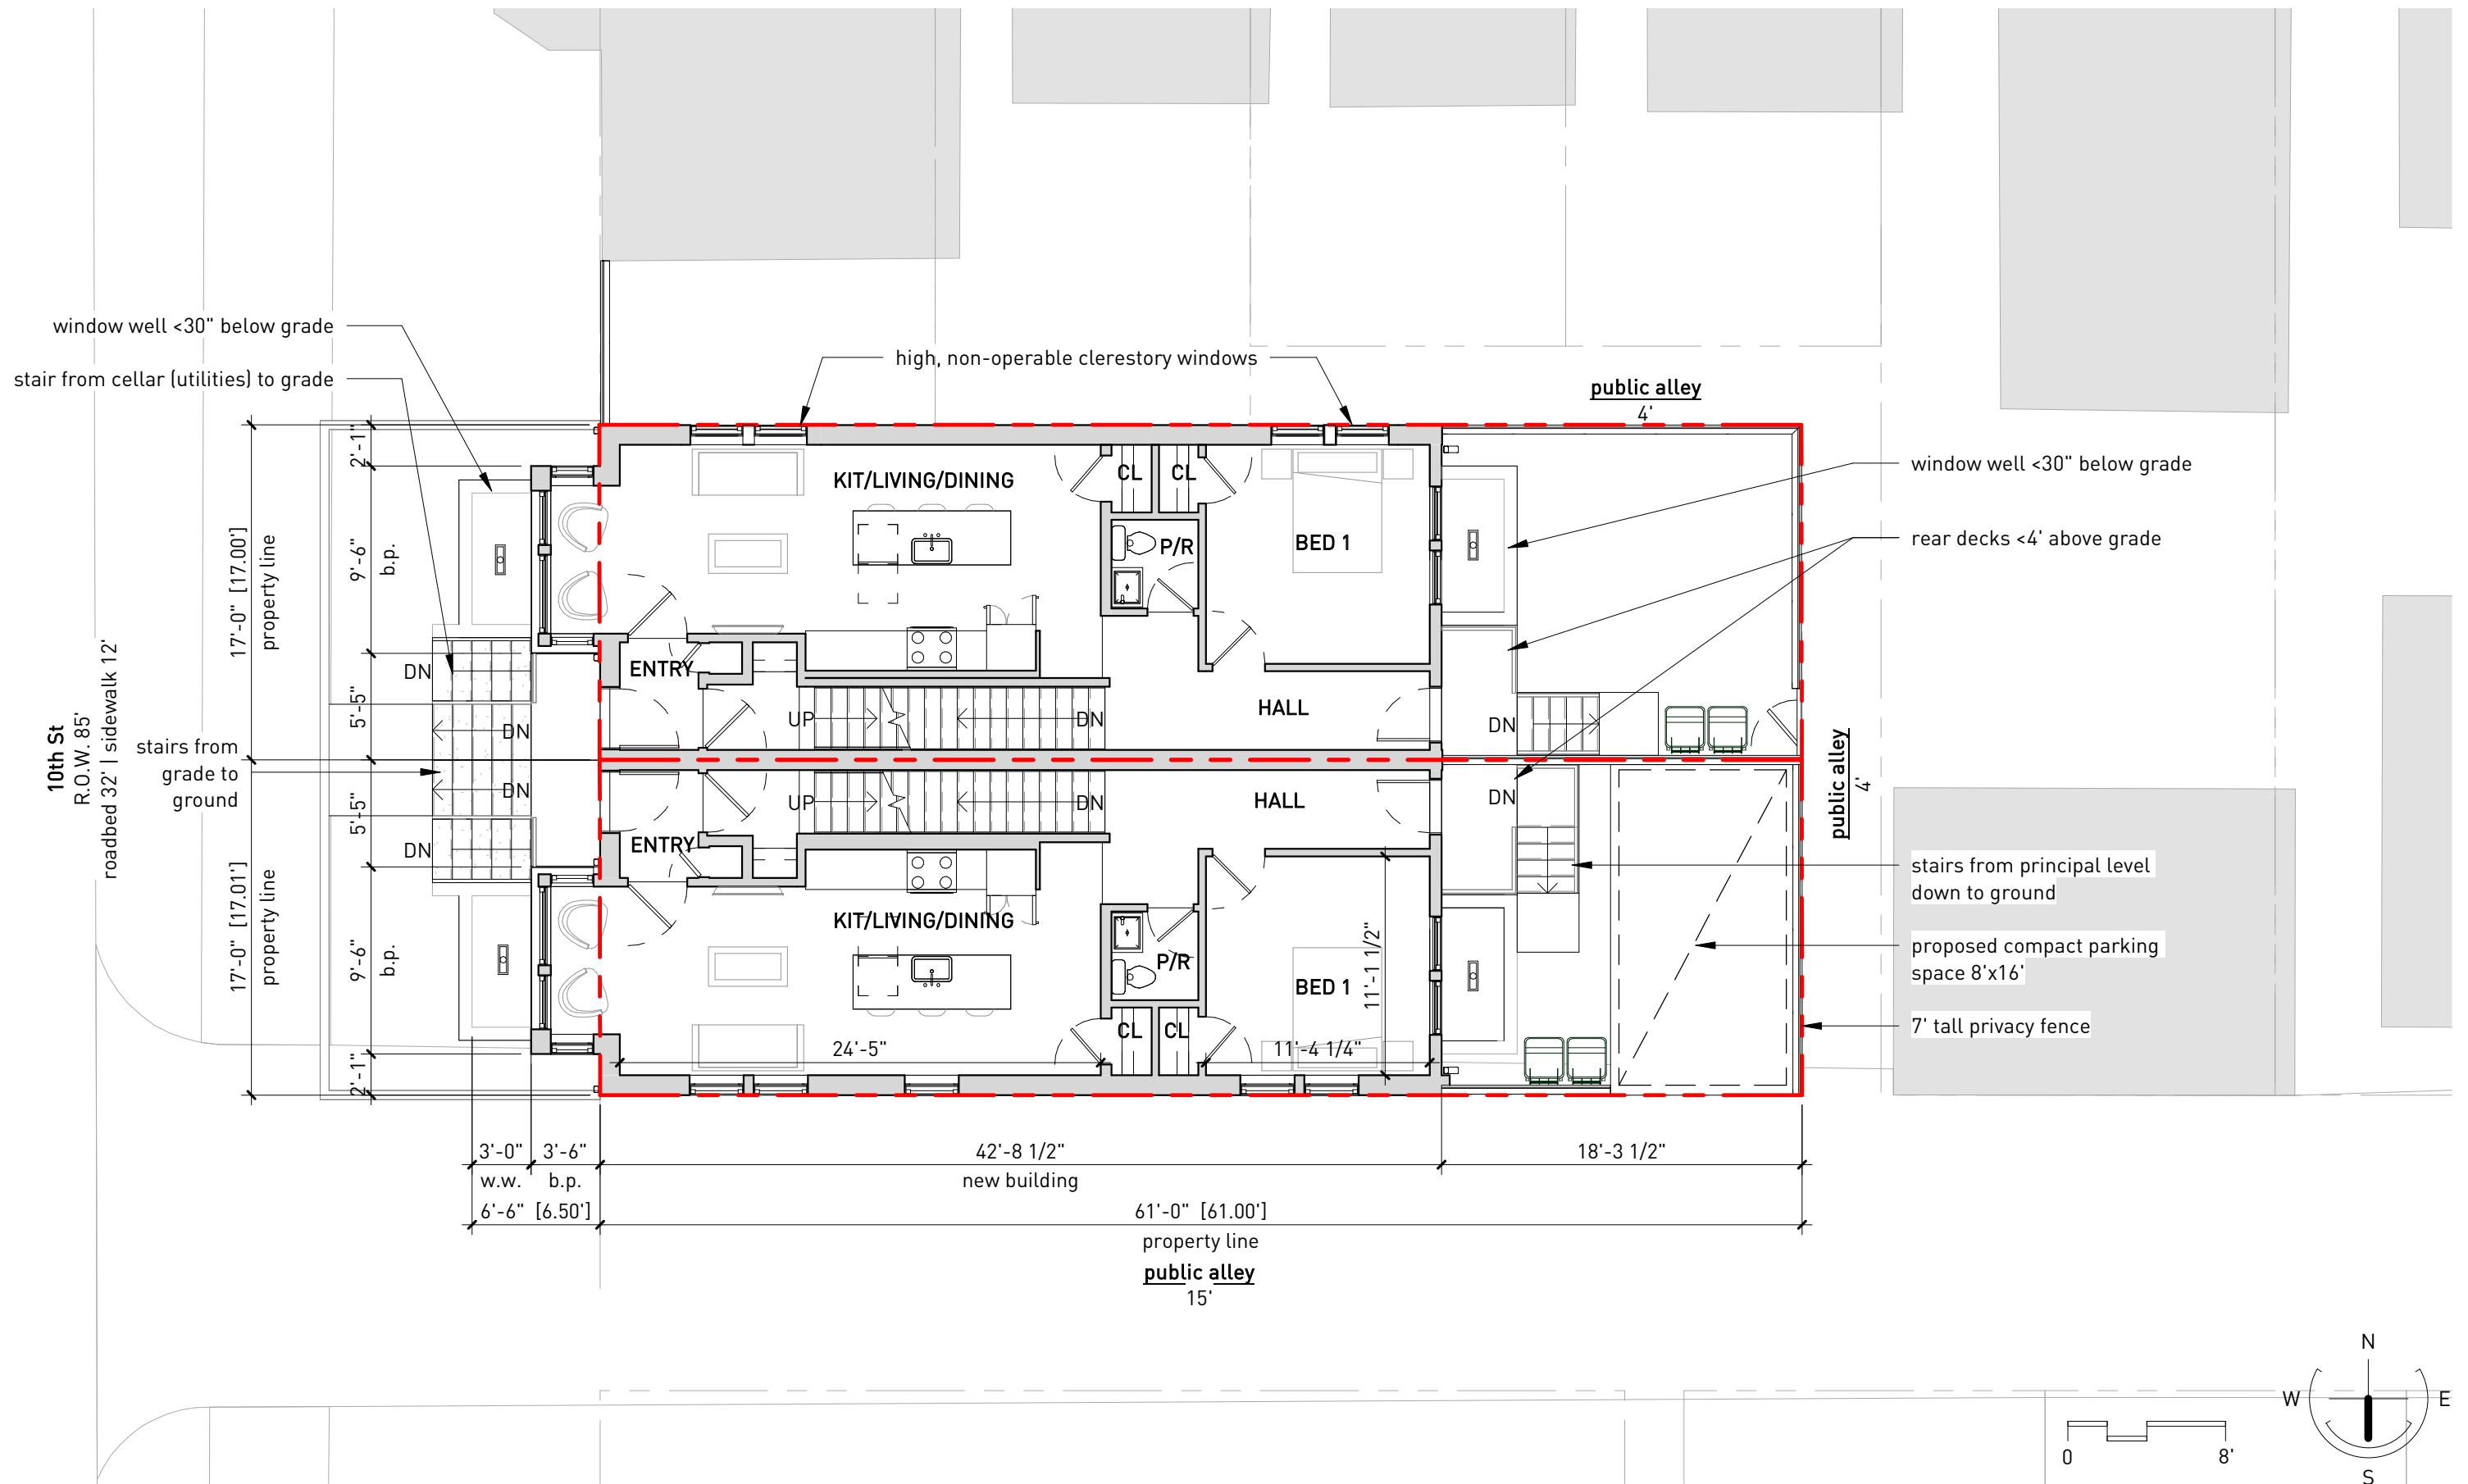 window well <30" below grade
stair from cellar (utilities) to grade
high, non-operable clerestory windows
public alley
4'
window well <30" below grade
rear decks <4' above grade
2'-1"
9'-6"
b.p.
5'-5"
17'-0" [17.00']
property line
KIT/LIVING/DINING
CL
CL
P/R
BED 1
ENTRY
DN
UP
DN
HALL
DN
DN
10th St
R.O.W. 85'
roadbed 32' | sidewalk 12'
stairs from
grade to
ground
public alley
4'
DN
DN
5'-5"
9'-6"
b.p.
2'-1"
17'-0" [17.01']
property line
UP
DN
HALL
DN
ENTRY
KIT/LIVING/DINING
P/R
BED 1
11'-1 1/2"
CL
CL
24'-5"
11'-4 1/4"
stairs from principal level
down to ground
proposed compact parking
space 8'x16'
7' tall privacy fence
3'-0"
w.w.
3'-6"
b.p.
42'-8 1/2"
new building
18'-3 1/2"
6'-6" [6.50']
61'-0" [61.00']
property line
public alley
15'
N
W
E
S
0
8'